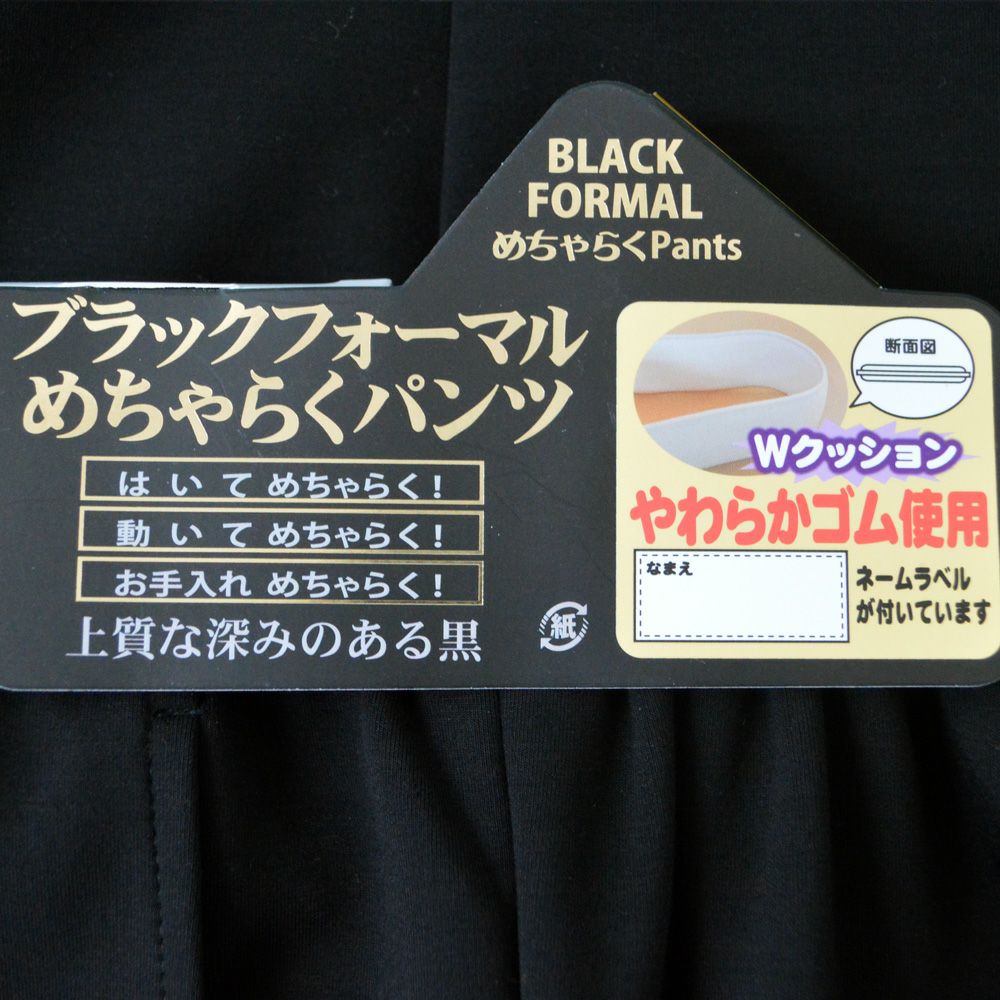 BLACK
FORMAL
めちゃらくPants
ブラックフォーマル
めちゃらくパンツ
はいて めちゃらく!
動いて めちゃらく!
お手入れ めちゃらく!
上質な深みのある黒
紙
断面図
Wクッション
やわらかゴム使用
なまえ
ネームラベル
が付いています